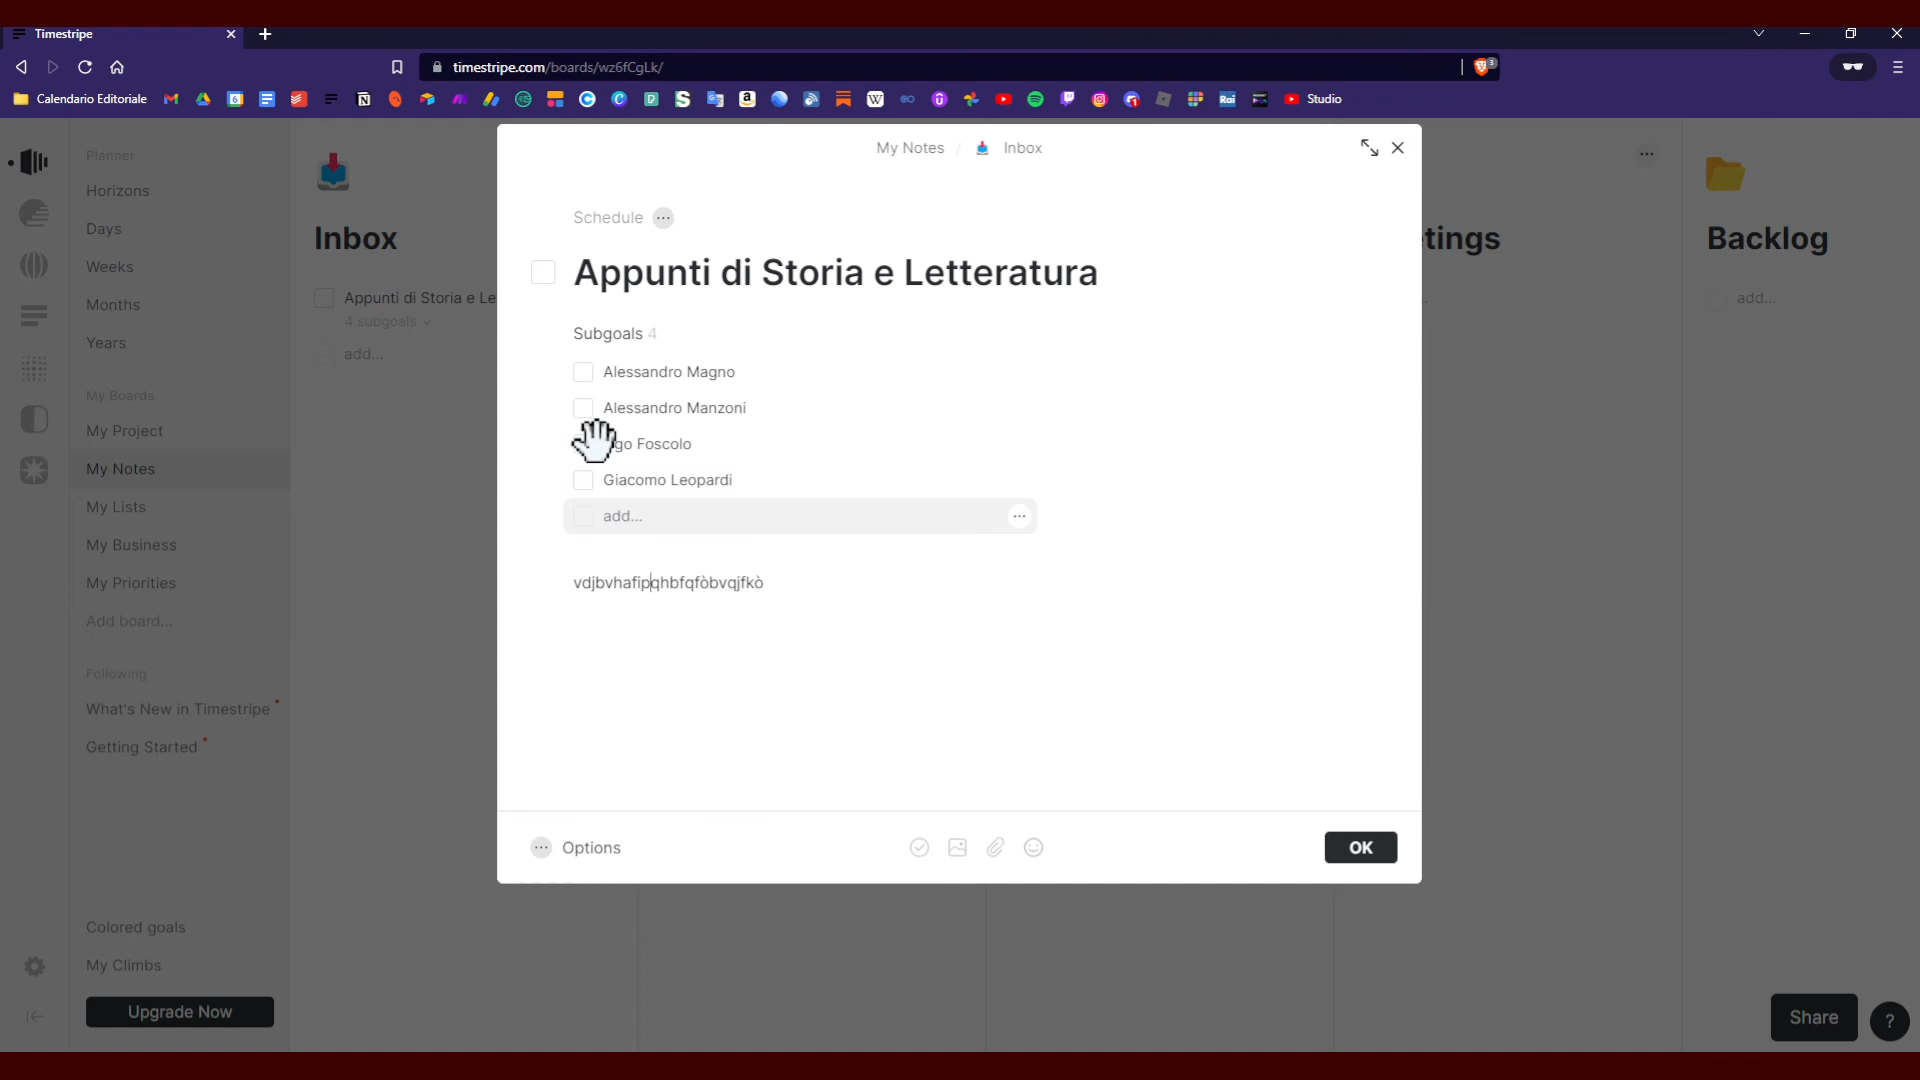 Timestripe
timestripe.com/boards/wz6fCgLk/
3
Calendario Editoriale
6
Rai
Studio
Planner
Horizons
Days
Weeks
Months
Years
My Boards
My Project
My Notes
My Lists
My Business
My Priorities
Add board...
Following
What's New in Timestripe
Getting Started
Colored goals
My Climbs
Upgrade Now
Inbox
Appunti di Storia e Le
4 subgoals
add...
My Notes / Inbox
Schedule
Appunti di Storia e Letteratura
Subgoals 4
Alessandro Magno
Alessandro Manzoni
go Foscolo
Giacomo Leopardi
add...
vdjbvhafipqhbfqfòbvqjfkò
Options
OK
tings
Backlog
add...
Share
?